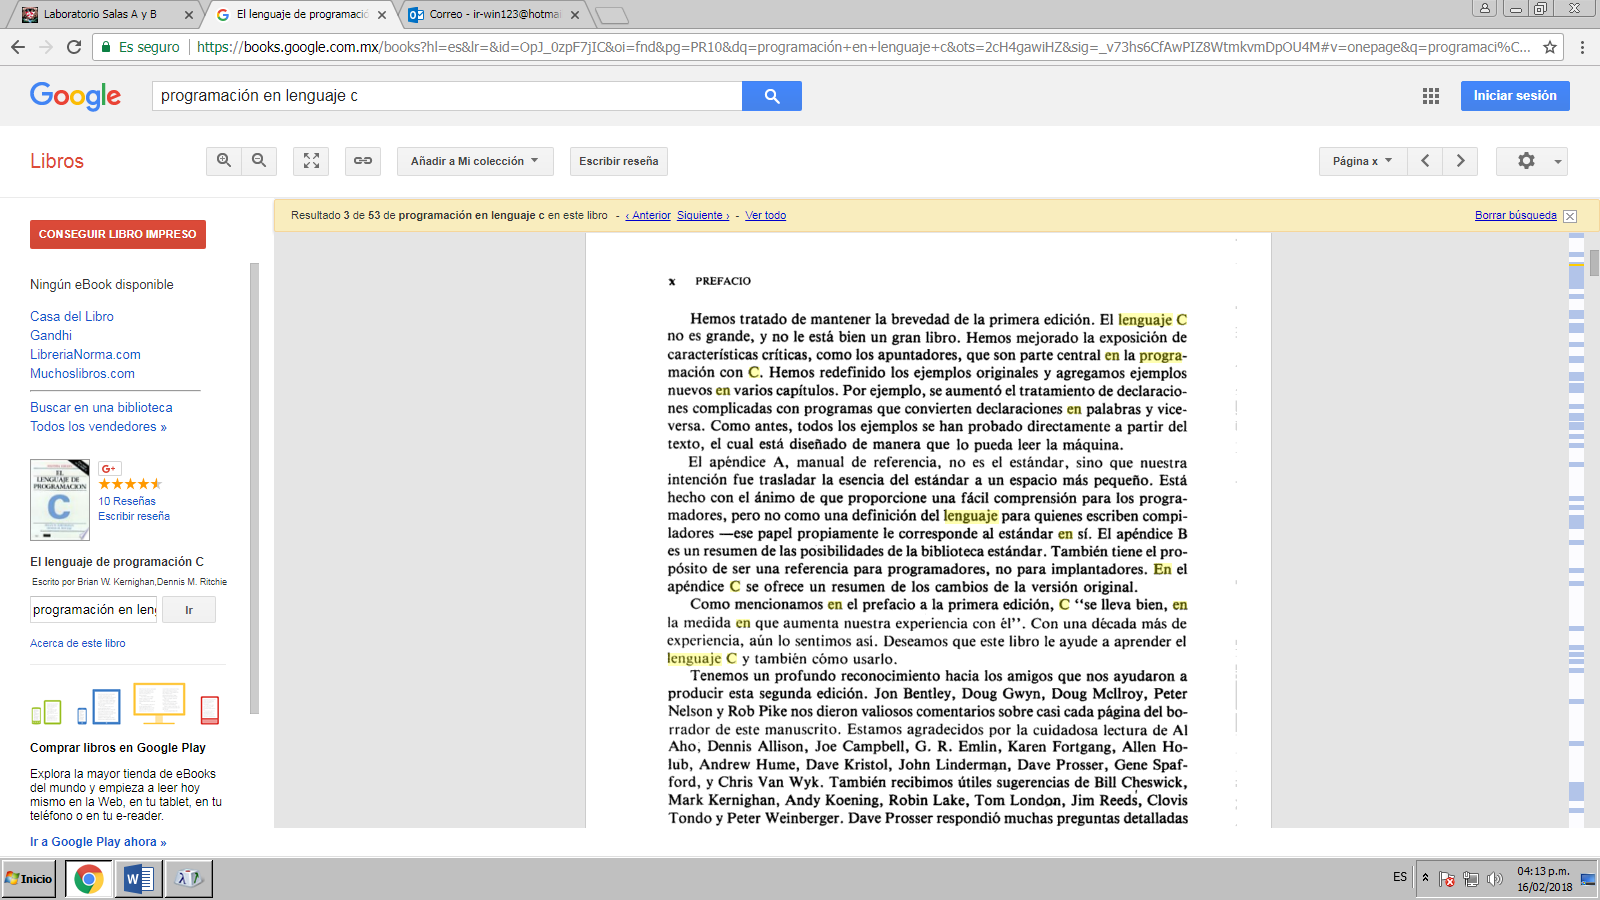 Laboratorio Salas A y B
El lenguaje de programació
Correo - ir-win123@hotmai
Es seguro
https://books.google.com.mx/books?hl=es&lr=&id=OpJ_0zpF7jIC&oi=fnd&pg=PR10&dq=programación+en+lenguaje+c&ots=2cH4gawiHZ&sig=_v73hs6CfAwPIZ8WtmkvmDpOU4M#v=onepage&q=programaci%C...
Google
programación en lenguaje c
Iniciar sesión
Libros
Añadir a Mi colección
Escribir reseña
Página x
Resultado 3 de 53 de programación en lenguaje c en este libro - ‹ Anterior Siguiente › - Ver todo
Borrar búsqueda
CONSEGUIR LIBRO IMPRESO
Ningún eBook disponible
Casa del Libro
Gandhi
LibreriaNorma.com
Muchoslibros.com
Buscar en una biblioteca
Todos los vendedores »
EL
LENGUAJE DE
PROGRAMACION
C
G+
10 Reseñas
Escribir reseña
El lenguaje de programación C
Escrito por Brian W. Kernighan,Dennis M. Ritchie
programación en leng
Ir
Acerca de este libro
Comprar libros en Google Play
Explora la mayor tienda de eBooks
del mundo y empieza a leer hoy
mismo en la Web, en tu tablet, en tu
teléfono o en tu e-reader.
Ir a Google Play ahora »
x PREFACIO
Hemos tratado de mantener la brevedad de la primera edición. El lenguaje C
no es grande, y no le está bien un gran libro. Hemos mejorado la exposición de
características críticas, como los apuntadores, que son parte central en la progra-
mación con C. Hemos redefinido los ejemplos originales y agregamos ejemplos
nuevos en varios capítulos. Por ejemplo, se aumentó el tratamiento de declaracio-
nes complicadas con programas que convierten declaraciones en palabras y vice-
versa. Como antes, todos los ejemplos se han probado directamente a partir del
texto, el cual está diseñado de manera que lo pueda leer la máquina.
El apéndice A, manual de referencia, no es el estándar, sino que nuestra
intención fue trasladar la esencia del estándar a un espacio más pequeño. Está
hecho con el ánimo de que proporcione una fácil comprensión para los progra-
madores, pero no como una definición del lenguaje para quienes escriben compi-
ladores —ese papel propiamente le corresponde al estándar en sí. El apéndice B
es un resumen de las posibilidades de la biblioteca estándar. También tiene el pro-
pósito de ser una referencia para programadores, no para implantadores. En el
apéndice C se ofrece un resumen de los cambios de la versión original.
Como mencionamos en el prefacio a la primera edición, C "se lleva bien, en
la medida en que aumenta nuestra experiencia con él". Con una década más de
experiencia, aún lo sentimos así. Deseamos que este libro le ayude a aprender el
lenguaje C y también cómo usarlo.
Tenemos un profundo reconocimiento hacia los amigos que nos ayudaron a
producir esta segunda edición. Jon Bentley, Doug Gwyn, Doug McIlroy, Peter
Nelson y Rob Pike nos dieron valiosos comentarios sobre casi cada página del bo-
rrador de este manuscrito. Estamos agradecidos por la cuidadosa lectura de Al
Aho, Dennis Allison, Joe Campbell, G. R. Emlin, Karen Fortgang, Allen Ho-
lub, Andrew Hume, Dave Kristol, John Linderman, Dave Prosser, Gene Spaf-
ford, y Chris Van Wyk. También recibimos útiles sugerencias de Bill Cheswick,
Mark Kernighan, Andy Koening, Robin Lake, Tom London, Jim Reeds, Clovis
Tondo y Peter Weinberger. Dave Prosser respondió muchas preguntas detalladas
Inicio
ES
04:13 p.m.
16/02/2018